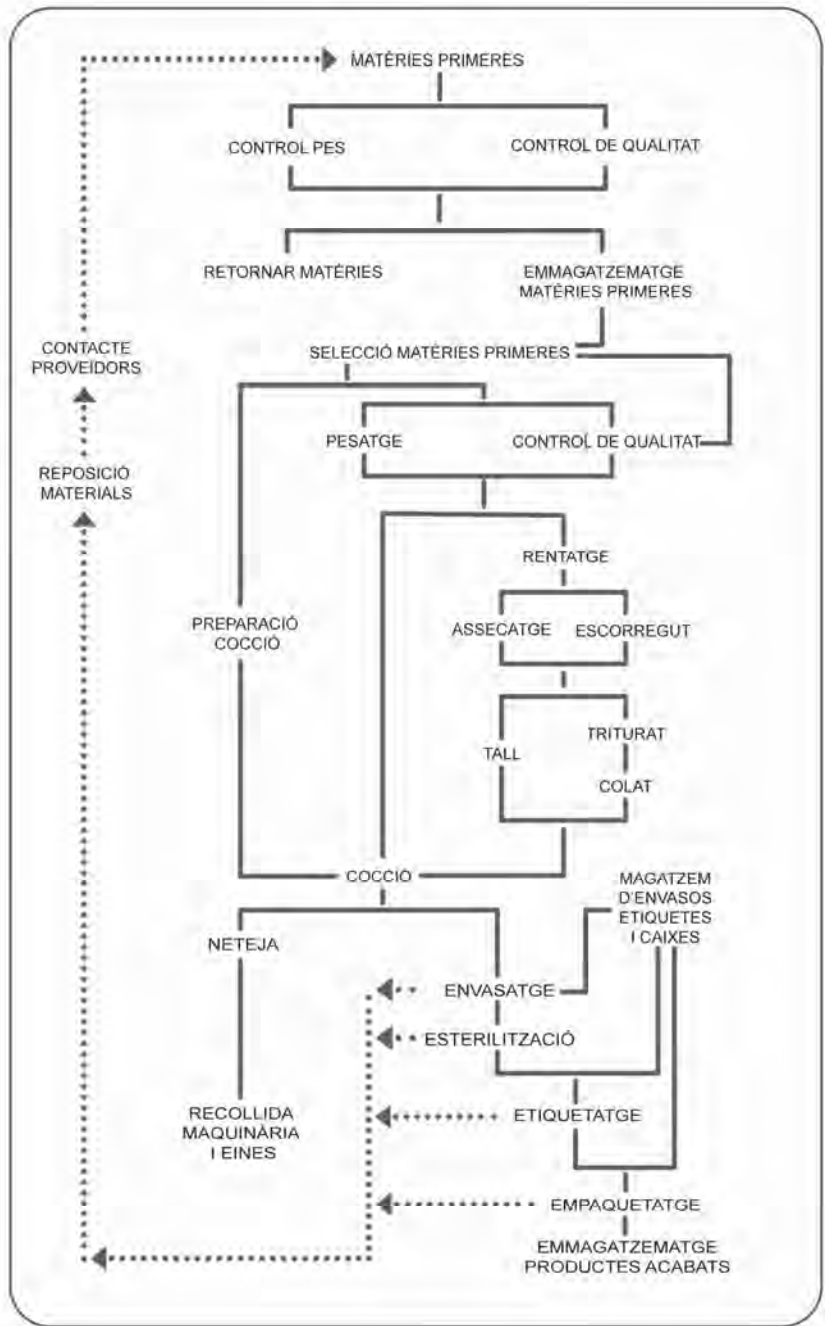 MATÈRIES PRIMERES
CONTROL PES
CONTROL DE QUALITAT
RETORNAR MATÈRIES
EMMAGATZEMATGE
MATÈRIES PRIMERES
CONTACTE
PROVEÏDORS
SELECCIÓ MATÈRIES PRIMERES
PESATGE
CONTROL DE QUALITAT
REPOSICIÓ
MATERIALS
RENTATGE
PREPARACIÓ
COCCIÓ
ASSECATGE
ESCORREGUT
TALL
TRITURAT
COLAT
COCCIÓ
MAGATZEM
D'ENVASOS
ETIQUETES
I CAIXES
NETEJA
ENVASATGE
ESTERILITZACIÓ
RECOLLIDA
MAQUINÀRIA
I EINES
ETIQUETATGE
EMPAQUETATGE
EMMAGATZEMATGE
PRODUCTES ACABATS